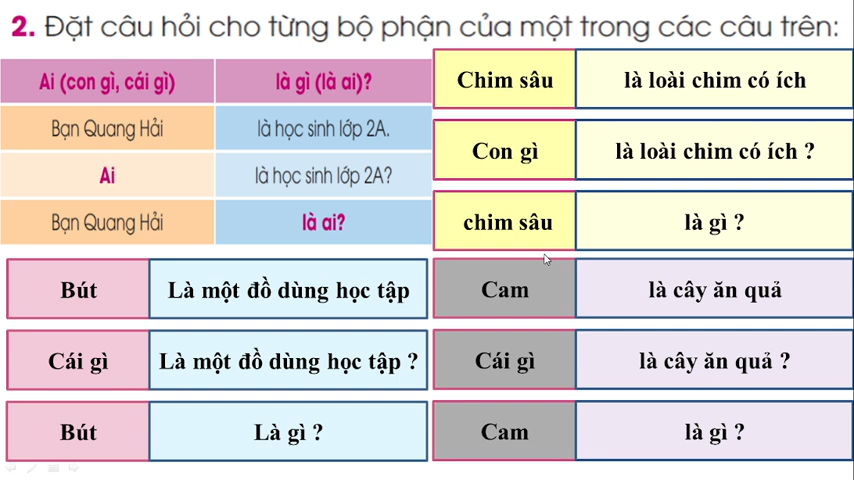 2. Đặt câu hỏi cho từng bộ phận của một trong các câu trên:
Ai (con gì, cái gì) là gì (là ai)?
Bạn Quang Hải là học sinh lớp 2A.
Ai là học sinh lớp 2A?
Bạn Quang Hải là ai?
Chim sâu là loài chim có ích
Con gì là loài chim có ích ?
chim sâu là gì ?
Bút Là một đồ dùng học tập
Cái gì Là một đồ dùng học tập ?
Bút Là gì ?
Cam là cây ăn quả
Cái gì là cây ăn quả ?
Cam là gì ?